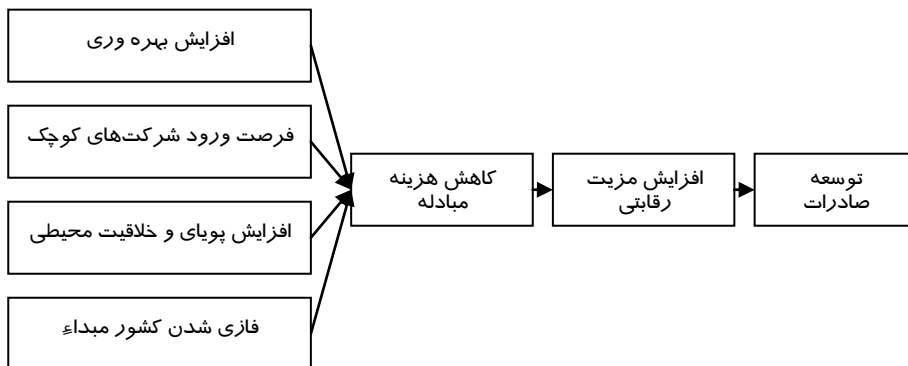 افزایش بهره وری
فرصت ورود شرکت‌های کوچک
افزایش پویای و خلاقیت محیطی
فازی شدن کشور مبداءِ
کاهش هزینه
مبادله
افزایش مزیت
رقابتی
توسعه
صادرات